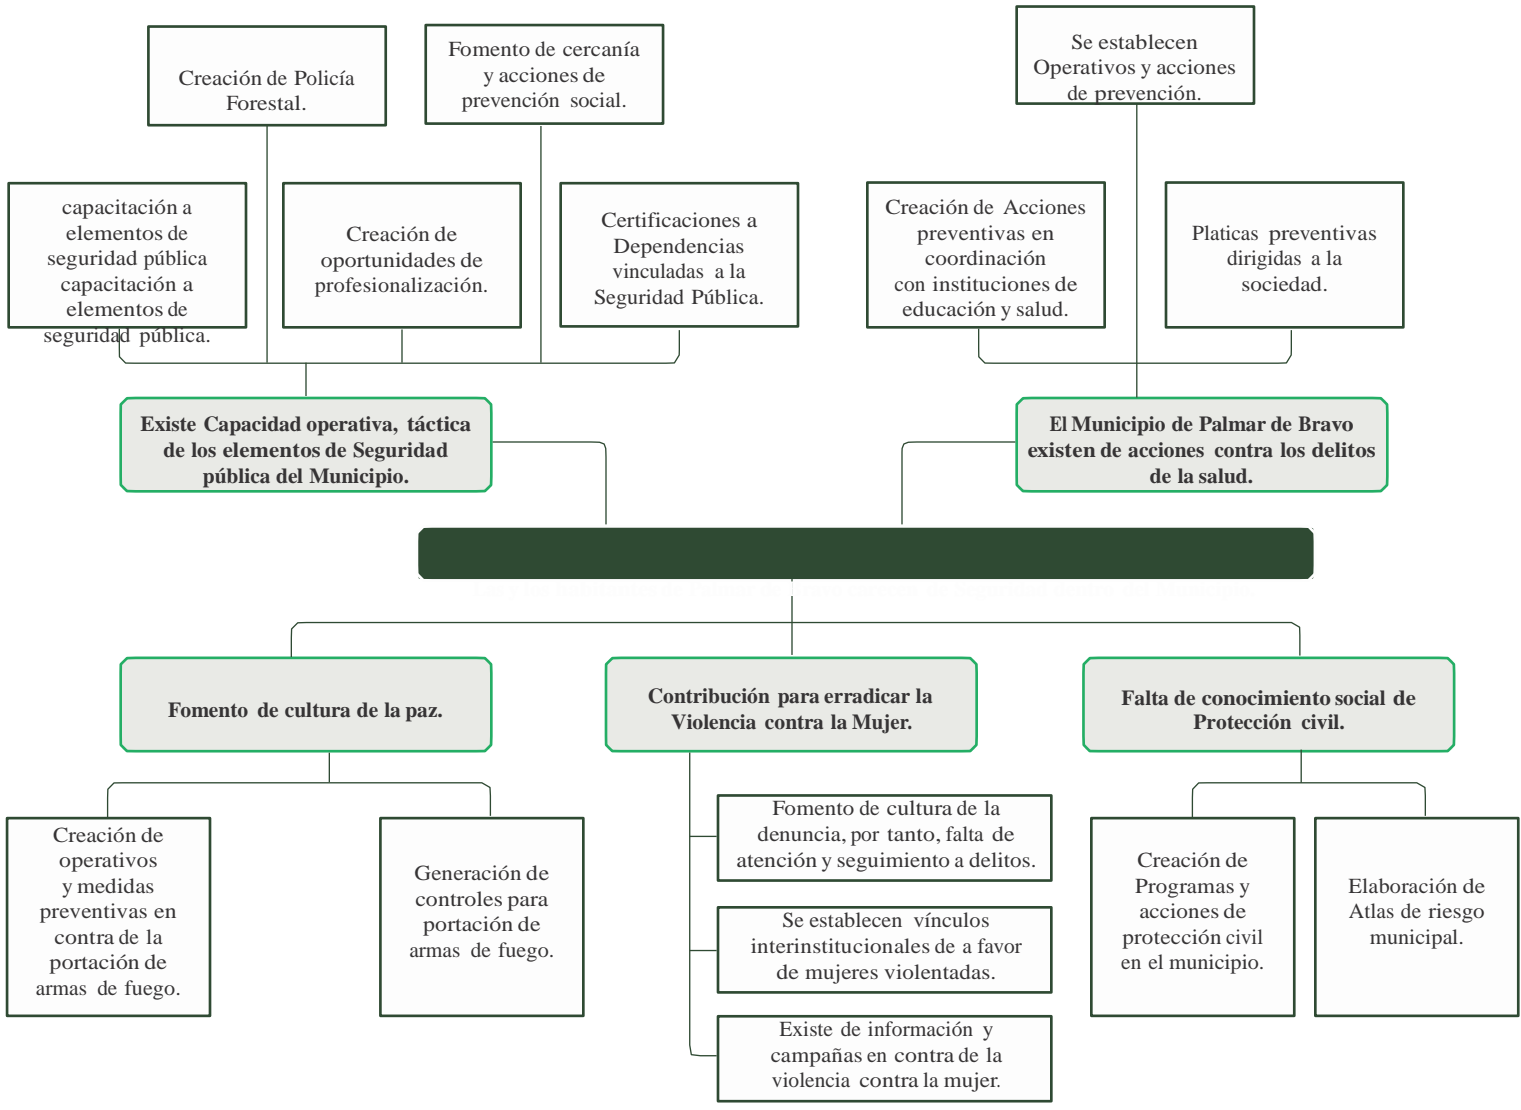 Creación de Policía
Forestal.
Fomento de cercanía
y acciones de
prevención social.
Se establecen
Operativos y acciones
de prevención.
capacitación a
elementos de
seguridad pública
capacitación a
elementos de
seguridad pública.
Creación de
oportunidades de
profesionalización.
Certificaciones a
Dependencias
vinculadas a la
Seguridad Pública.
Creación de Acciones
preventivas en
coordinación
con instituciones de
educación y salud.
Platicas preventivas
dirigidas a la
sociedad.
Existe Capacidad operativa, táctica
de los elementos de Seguridad
pública del Municipio.
El Municipio de Palmar de Bravo
existen de acciones contra los delitos
de la salud.
Fomento de cultura de la paz.
Contribución para erradicar la
Violencia contra la Mujer.
Falta de conocimiento social de
Protección civil.
Creación de
operativos
y medidas
preventivas en
contra de la
portación de
armas de fuego.
Generación de
controles para
portación de
armas de fuego.
Fomento de cultura de la
denuncia, por tanto, falta de
atención y seguimiento a delitos.
Se establecen vínculos
interinstitucionales de a favor
de mujeres violentadas.
Existe de información y
campañas en contra de la
violencia contra la mujer.
Creación de
Programas y
acciones de
protección civil
en el municipio.
Elaboración de
Atlas de riesgo
municipal.